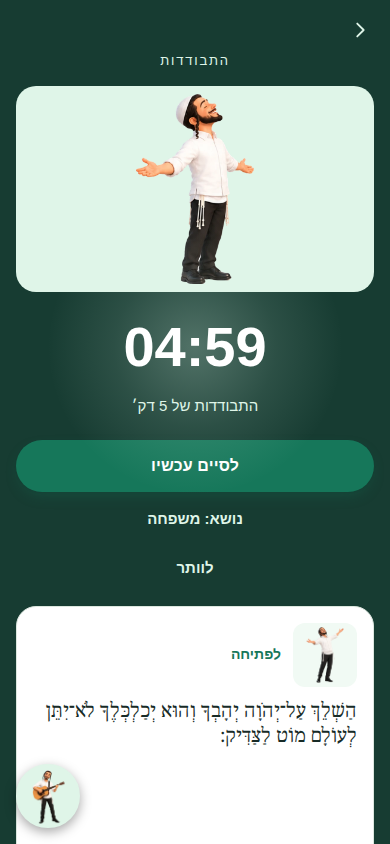 התבודדות
04:59
התבודדות של 5 דק׳
לסיים עכשיו
נושא: משפחה
לוותר
לפתיחה
הַשְׁלֵךְ עַל־יְהֹוָה יְהָבְךָ וְהוּא יְכַלְכְּלֶךָ לֹא־יִתֵּן
לְעוֹלָם מוֹט לַצַּדִּיק׃